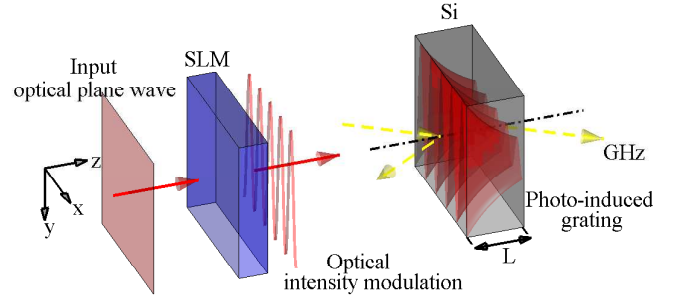 Si
SLM
Input
optical plane wave
z
x
y
GHz
Photo-induced
grating
Optical
intensity modulation
L